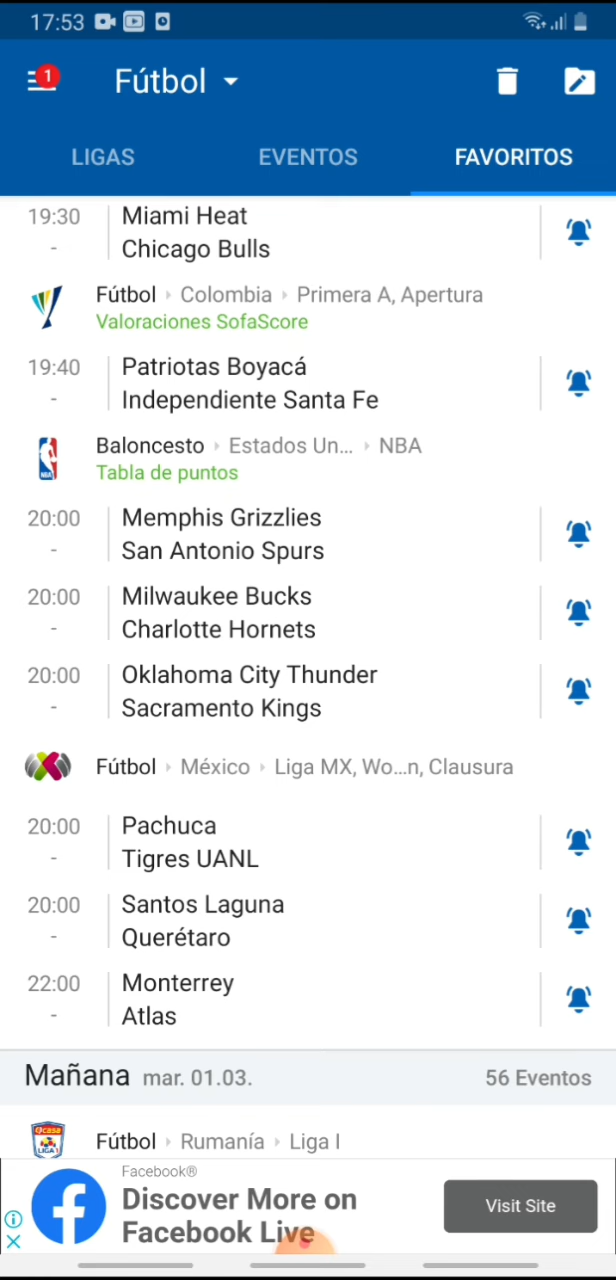 17:53
1
Fútbol
LIGAS EVENTOS FAVORITOS
19:30 Miami Heat
- Chicago Bulls
Fútbol Colombia Primera A, Apertura
Valoraciones SofaScore
19:40 Patriotas Boyacá
- Independiente Santa Fe
Baloncesto Estados Un... NBA
Tabla de puntos
20:00 Memphis Grizzlies
- San Antonio Spurs
20:00 Milwaukee Bucks
- Charlotte Hornets
20:00 Oklahoma City Thunder
- Sacramento Kings
Fútbol México Liga MX, Wo...n, Clausura
20:00 Pachuca
- Tigres UANL
20:00 Santos Laguna
- Querétaro
22:00 Monterrey
- Atlas
Mañana mar. 01.03. 56 Eventos
casa
LIGA 1
Fútbol Rumanía Liga I
Facebook®
Discover More on
Facebook Live
Visit Site